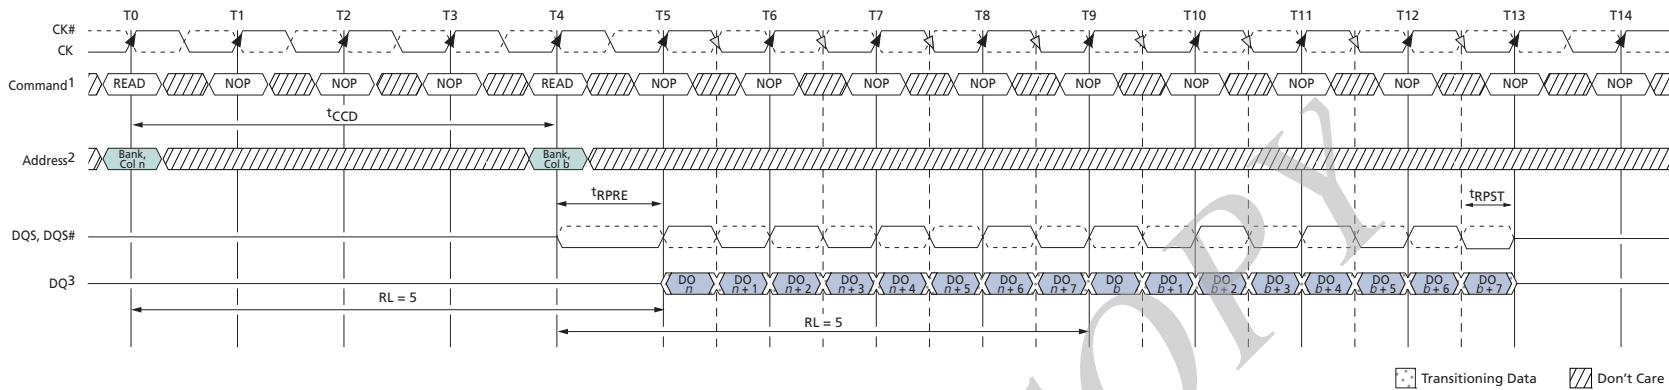 T0 T1 T2 T3 T4 T5 T6 T7 T8 T9 T10 T11 T12 T13 T14
CK#
CK
Command1 READ NOP NOP NOP READ NOP NOP NOP NOP NOP NOP NOP NOP NOP NOP
tCCD
Address2 Bank, Col n Bank, Col b
tRPRE tRPST
DQS, DQS#
DQ3 DO n DO n + 1 DO n + 2 DO n + 3 DO n + 4 DO n + 5 DO n + 6 DO n + 7 DO b DO b + 1 DO b + 2 DO b + 3 DO b + 4 DO b + 5 DO b + 6 DO b + 7
RL = 5
RL = 5
OPY
Transitioning Data Don't Care